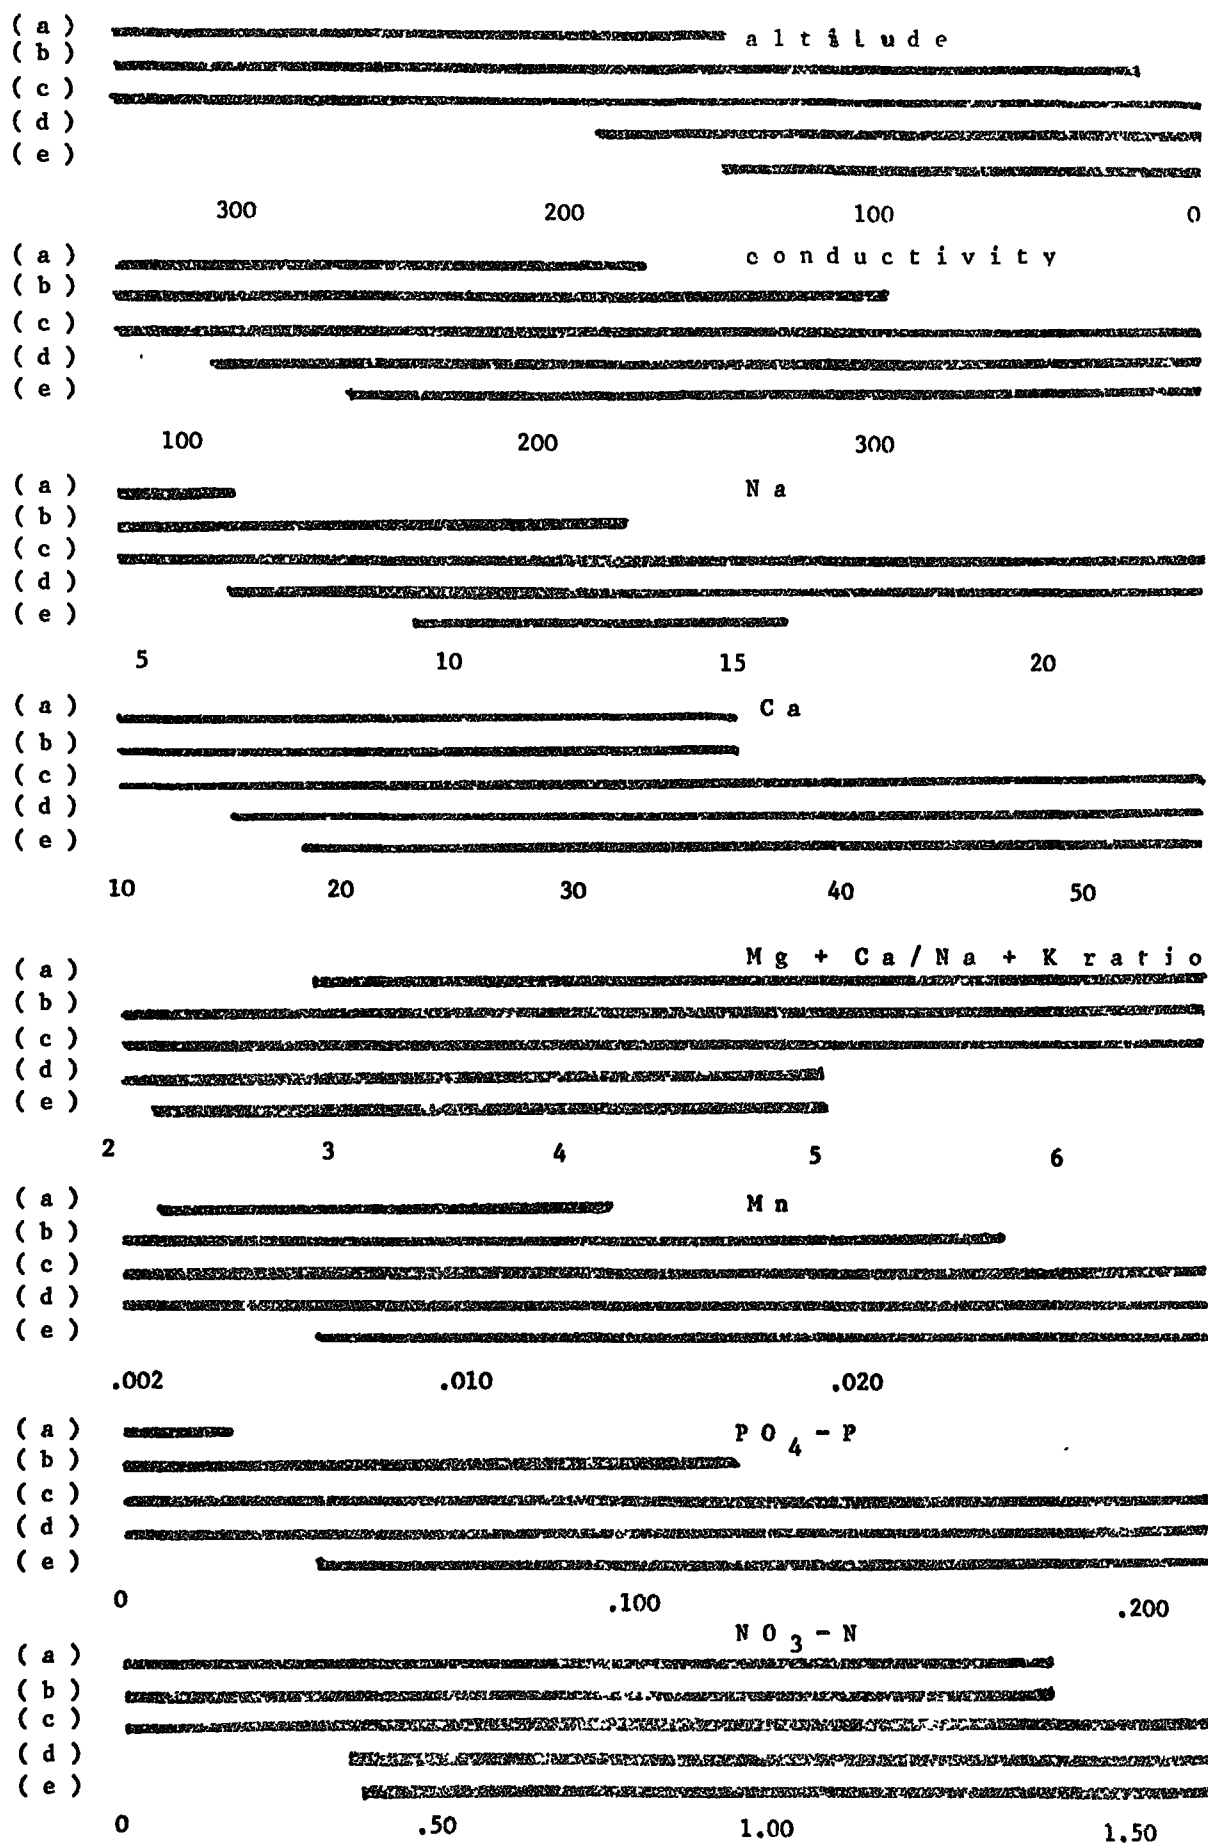 (a) altitude
(b)
(c)
(d)
(e)
300 200 100 0
(a) conductivity
(b)
(c)
(d)
(e)
100 200 300
(a) Na
(b)
(c)
(d)
(e)
5 10 15 20
(a) Ca
(b)
(c)
(d)
(e)
10 20 30 40 50
(a) Mg + Ca/Na + K ratio
(b)
(c)
(d)
(e)
2 3 4 5 6
(a) Mn
(b)
(c)
(d)
(e)
.002 .010 .020
(a) PO4-P
(b)
(c)
(d)
(e)
0 .100 .200
NO3-N
(a)
(b)
(c)
(d)
(e)
0 .50 1.00 1.50